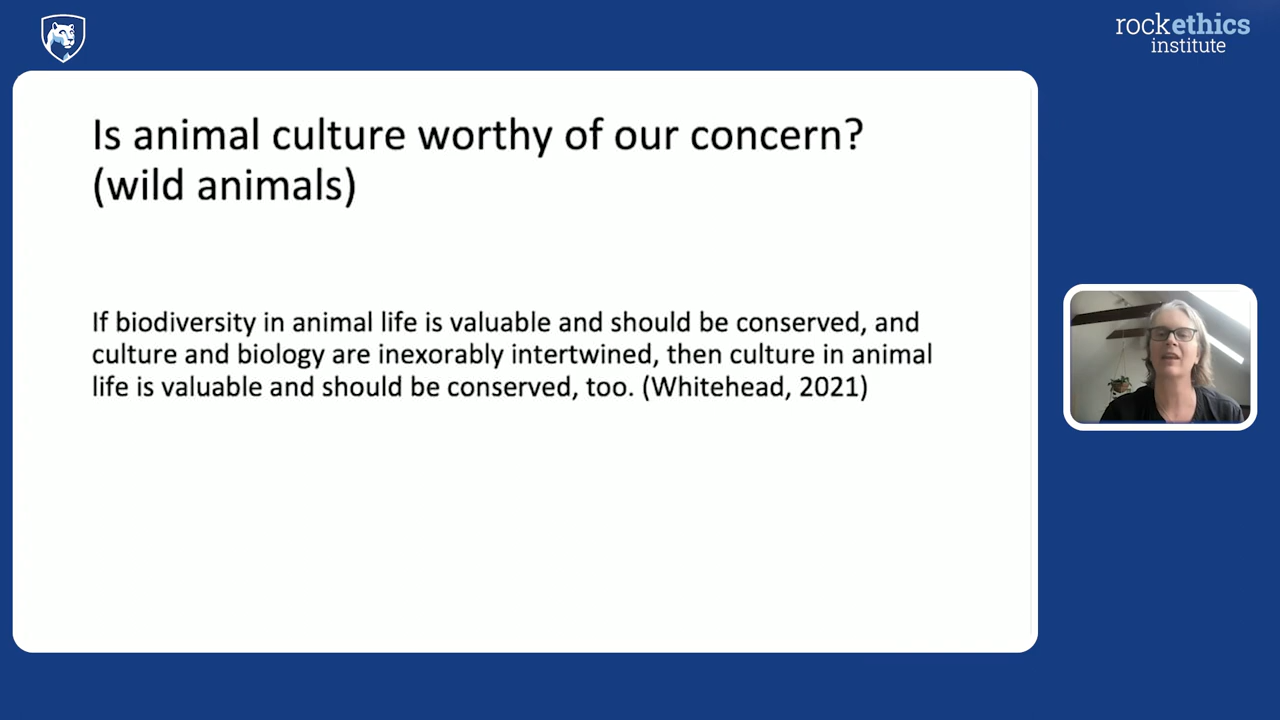 rockethics
institute
Is animal culture worthy of our concern?
(wild animals)
If biodiversity in animal life is valuable and should be conserved, and
culture and biology are inexorably intertwined, then culture in animal
life is valuable and should be conserved, too. (Whitehead, 2021)